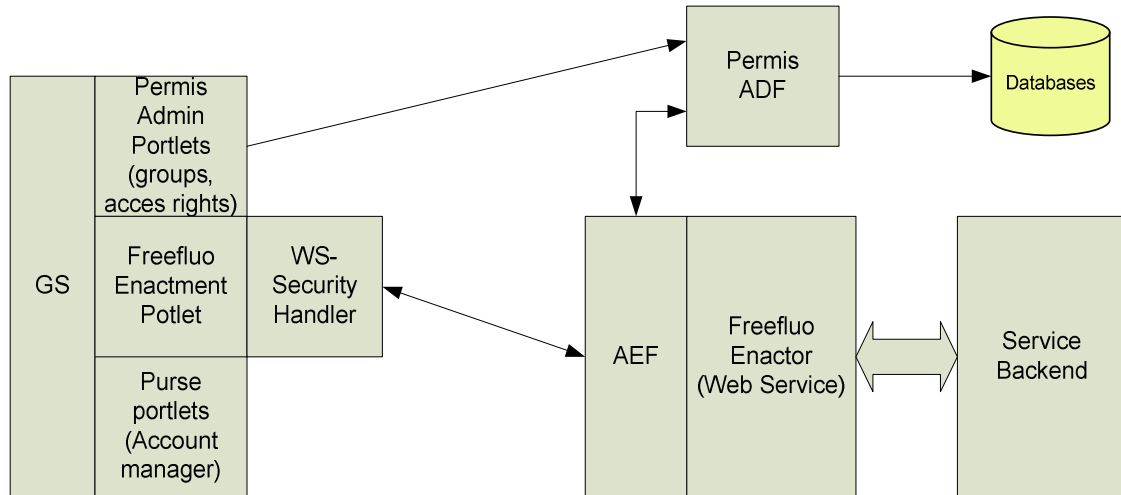 GS
Permis
Admin
Portlets
(groups,
acces rights)
Freefluo
Enactment
Potlet
WS-
Security
Handler
Purse
portlets
(Account
manager)
Permis
ADF
Databases
AEF
Freefluo
Enactor
(Web Service)
Service
Backend